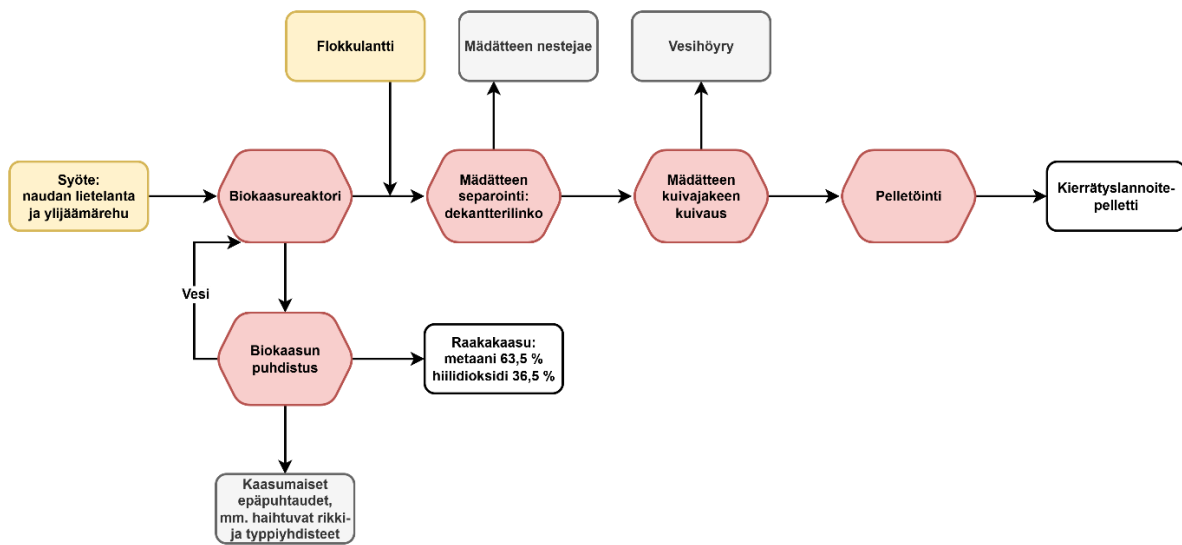 Flokkulantti
Mädätteen nestejae
Vesihöyry
Syöte:
naudan lietelanta
ja ylijäämärehu
Biokaasureaktori
Mädätteen
separointi:
dekantterilinko
Mädätteen
kuivajakeen
kuivaus
Pelletöinti
Kierrätyslannoite-
pelletti
Vesi
Biokaasun
puhdistus
Raakakaasu:
metaani 63,5 %
hiilidioksidi 36,5 %
Kaasumaiset
epäpuhtaudet,
mm. haihtuvat rikki-
ja typpiyhdisteet